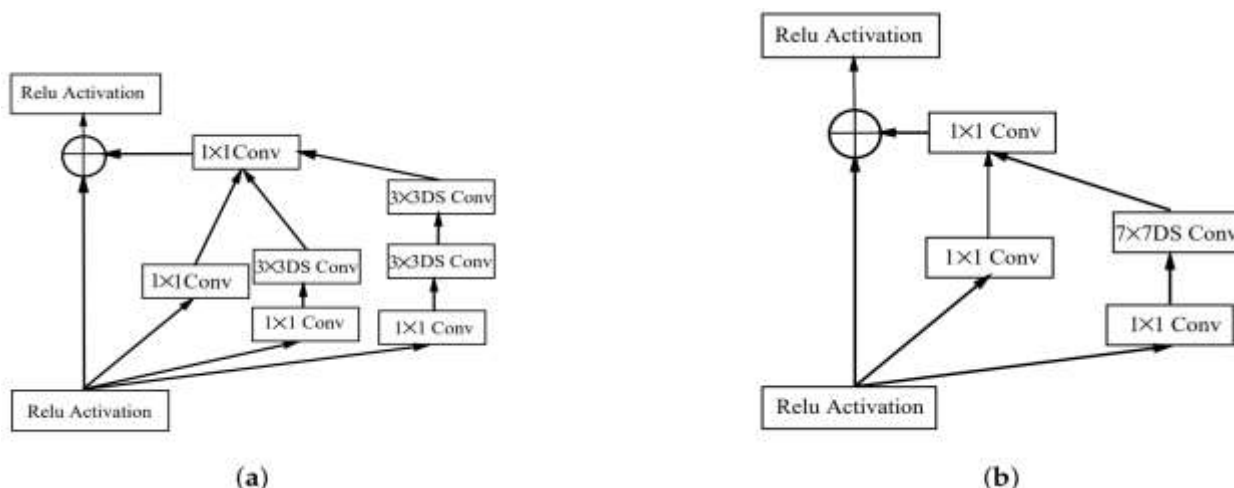 Relu Activation
1×1Conv
3×3DS Conv
3×3DS Conv
1×1Conv
3×3DS Conv
1×1 Conv
1×1 Conv
Relu Activation
(a)
Relu Activation
1×1 Conv
7×7DS Conv
1×1 Conv
1×1 Conv
Relu Activation
(b)